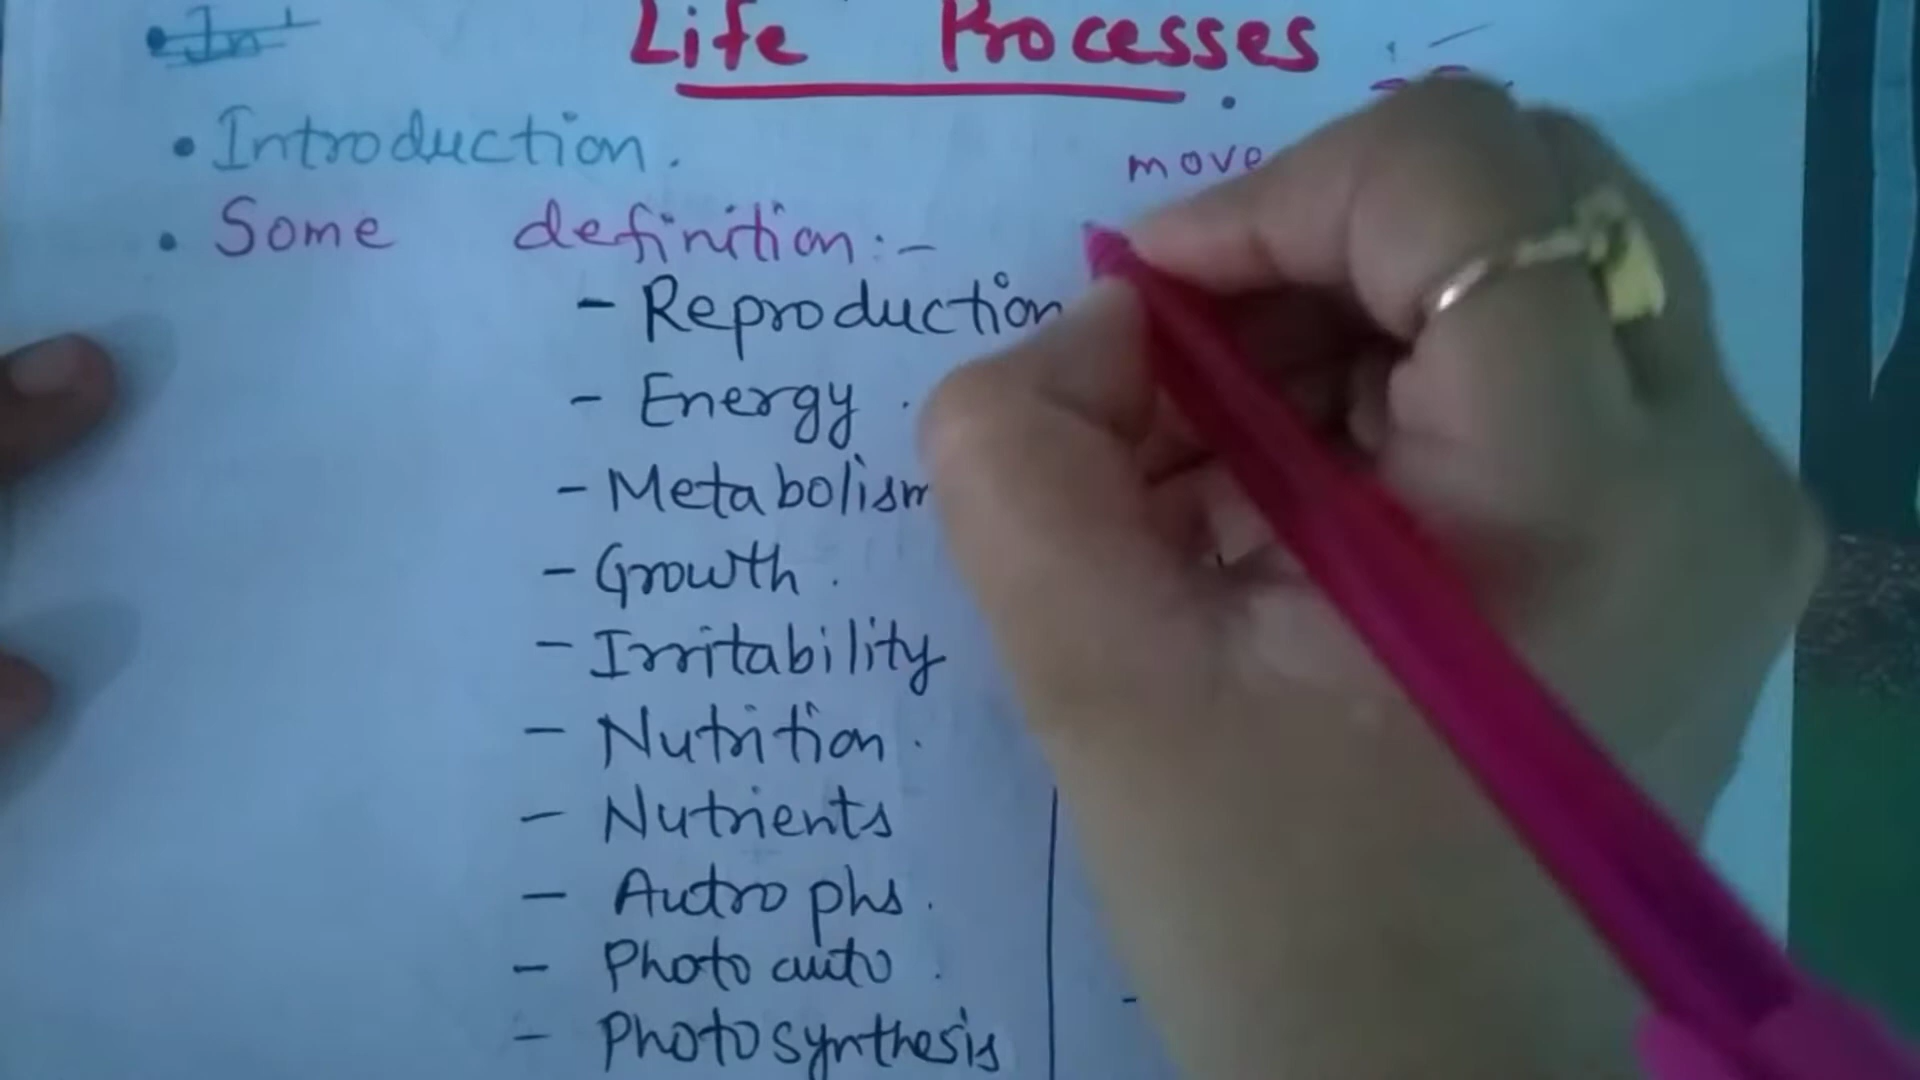 Life Processes
• Introduction.
move
• Some definition:-
- Reproduction
- Energy.
- Metabolism
- Growth.
- Irritability
- Nutrition.
- Nutrients
- Autrophs.
- Photo auto.
- Photosynthesis